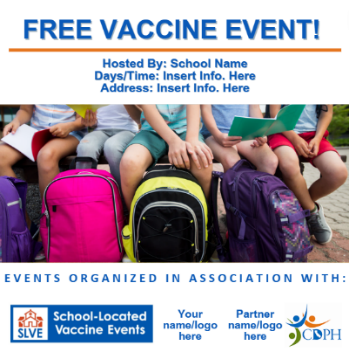 FREE VACCINE EVENT!
Hosted By: School Name
Days/Time: Insert Info. Here
Address: Insert Info. Here
EVENTS ORGANIZED IN ASSOCIATION WITH:
SLVE
School-Located
Vaccine Events
Your
name/logo
here
Partner
name/logo
here
CDPH